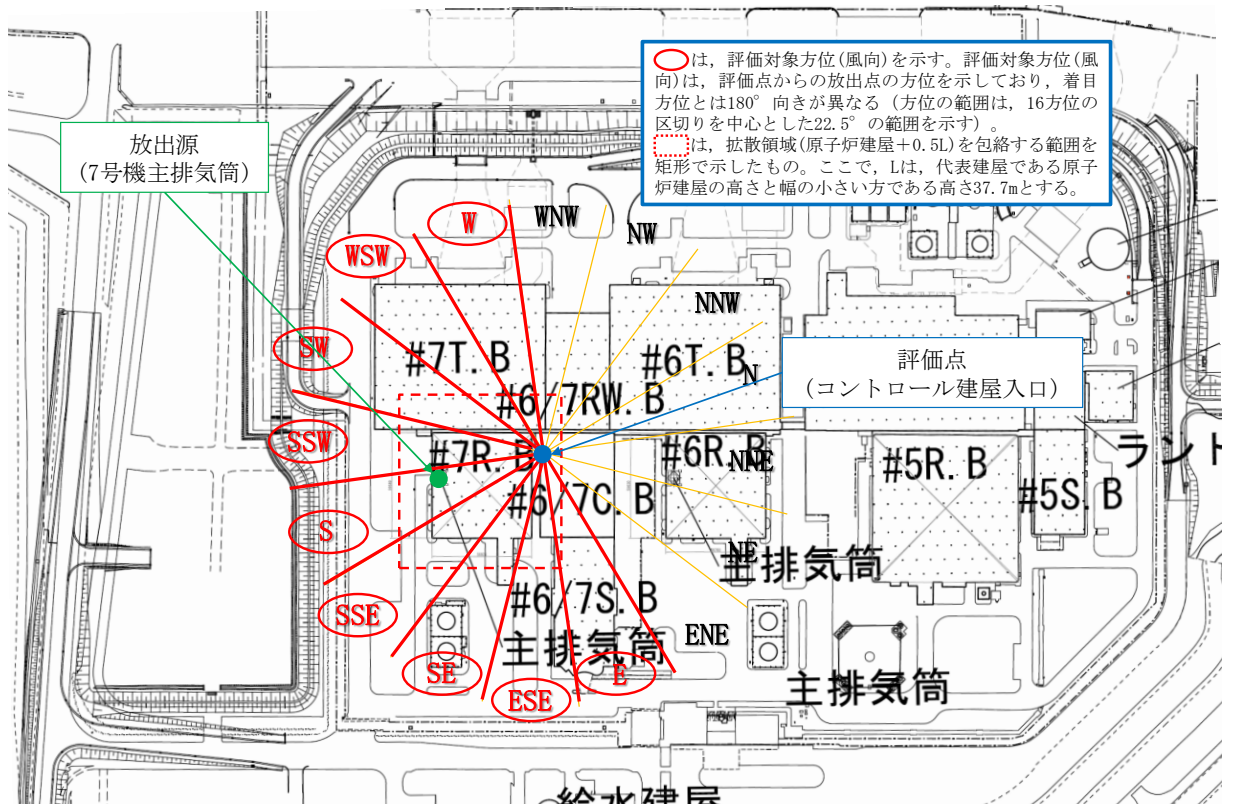 ◯は，評価対象方位(風向)を示す。評価対象方位(風
向)は，評価点からの放出点の方位を示しており，着目
方位とは180°向きが異なる（方位の範囲は，16方位の
区切りを中心とした22.5°の範囲を示す）。
は，拡散領域(原子炉建屋＋0.5L)を包絡する範囲を
矩形で示したもの。ここで，Lは，代表建屋である原子
炉建屋の高さと幅の小さい方である高さ37.7mとする。
放出源
（7号機主排気筒）
W
WNW
NW
WSW
NNW
SW
#7T.B
#6T.B
N
評価点
（コントロール建屋入口）
#6/7RW.B
SSW
#7R.B
#6R.B
NNE
#5R.B
ラント
#6/7C.B
#5S.B
S
NE
主排気筒
SSE
#6/7S.B
ENE
主排気筒
SE
E
ESE
主排気筒
給水建屋